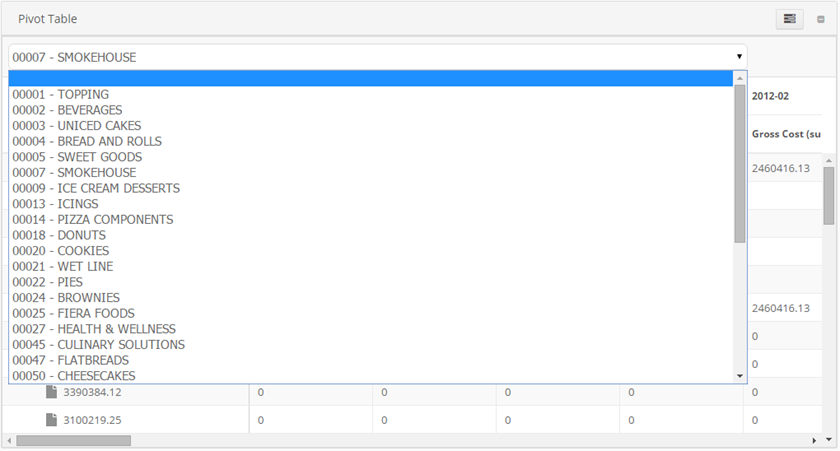 Pivot Table
00007 - SMOKEHOUSE
00001 - TOPPING
00002 - BEVERAGES
00003 - UNICED CAKES
00004 - BREAD AND ROLLS
00005 - SWEET GOODS
00007 - SMOKEHOUSE
00009 - ICE CREAM DESSERTS
00013 - ICINGS
00014 - PIZZA COMPONENTS
00018 - DONUTS
00020 - COOKIES
00021 - WET LINE
00022 - PIES
00024 - BROWNIES
00025 - FIERA FOODS
00027 - HEALTH & WELLNESS
00045 - CULINARY SOLUTIONS
00047 - FLATBREADS
00050 - CHEESECAKES
2012-02
Gross Cost (su
2460416.13
2460416.13
0
0
3390384.12 0 0 0 0 0
3100219.25 0 0 0 0 0